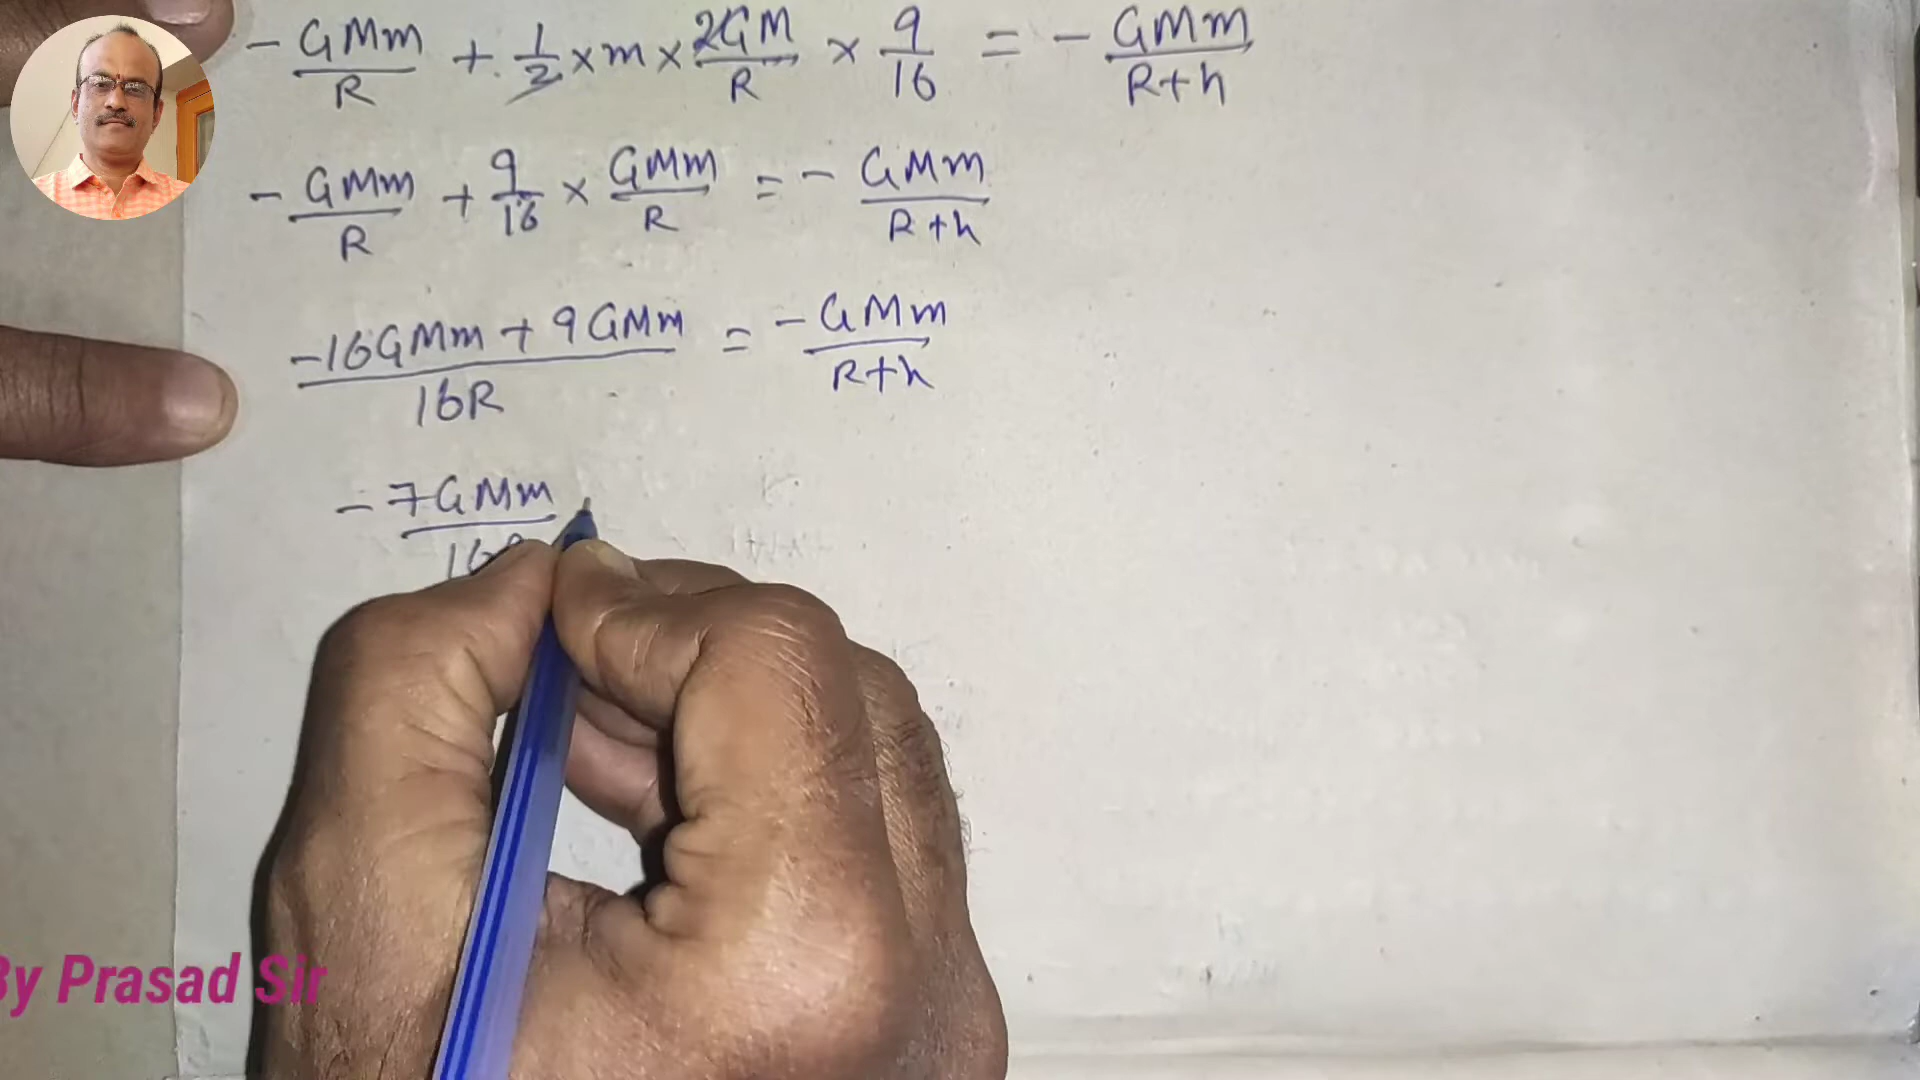 - GMm/R + 1/2 × m × 2GM/R × 9/16 = - GMm/R+h
- GMm/R + 9/16 × GMm/R = - GMm/R+h
-16GMm + 9GMm/16R = - GMm/R+h
- 7GMm/16R
By Prasad Sir